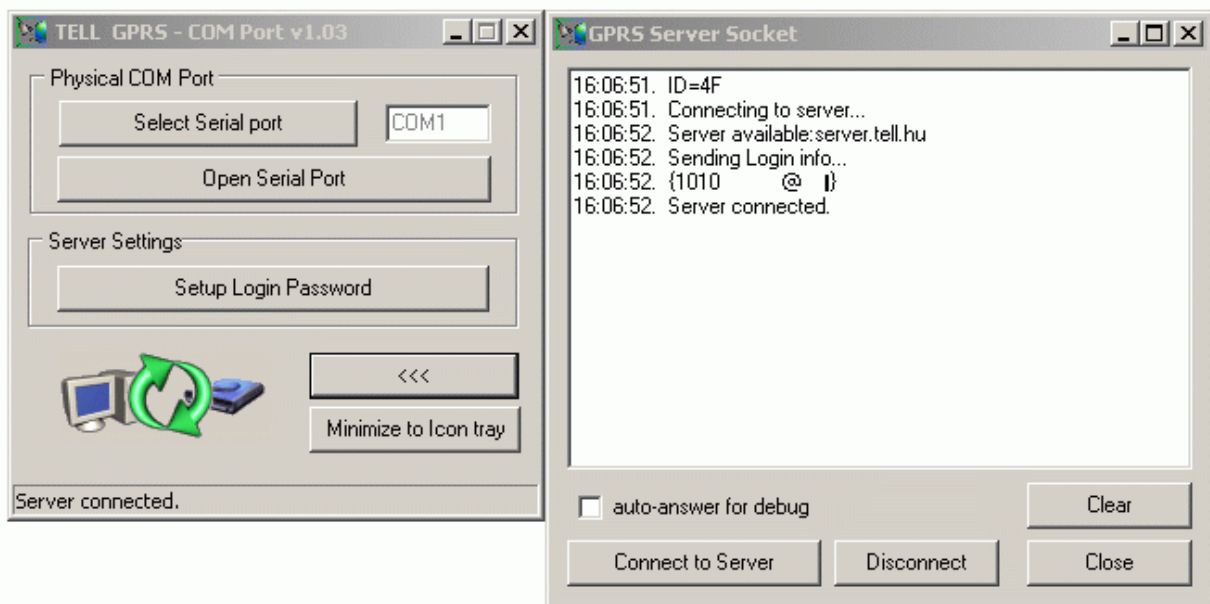 TELL GPRS - COM Port v1.03
Physical COM Port
Select Serial port
COM1
Open Serial Port
Server Settings
Setup Login Password
<<<
Minimize to Icon tray
Server connected.
GPRS Server Socket
16:06:51. ID=4F
16:06:51. Connecting to server...
16:06:52. Server available:server.tell.hu
16:06:52. Sending Login info...
16:06:52. {1010 @ }
16:06:52. Server connected.
auto-answer for debug
Clear
Connect to Server
Disconnect
Close